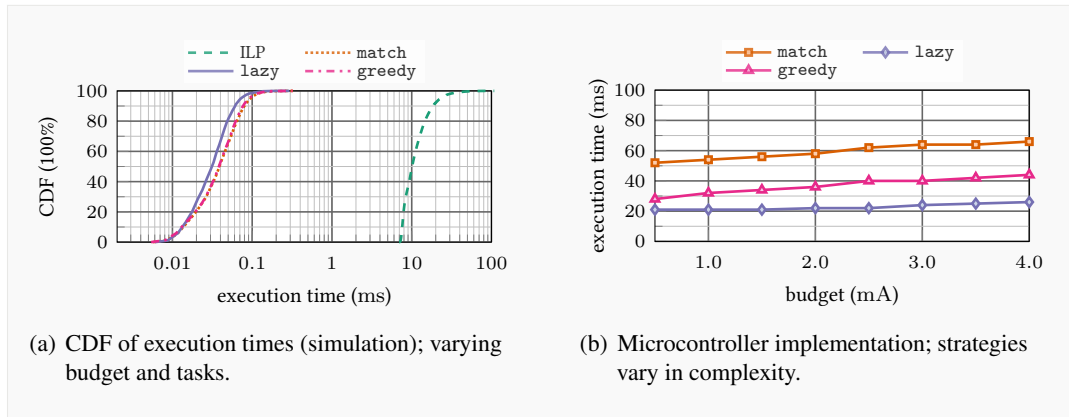 ILP match
lazy greedy
100
80
60
40
20
0
CDF (100%)
0.01 0.1 1 10 100
execution time (ms)
(a) CDF of execution times (simulation); varying
budget and tasks.
match lazy
greedy
100
80
60
40
20
0
execution time (ms)
1.0 2.0 3.0 4.0
budget (mA)
(b) Microcontroller implementation; strategies
vary in complexity.